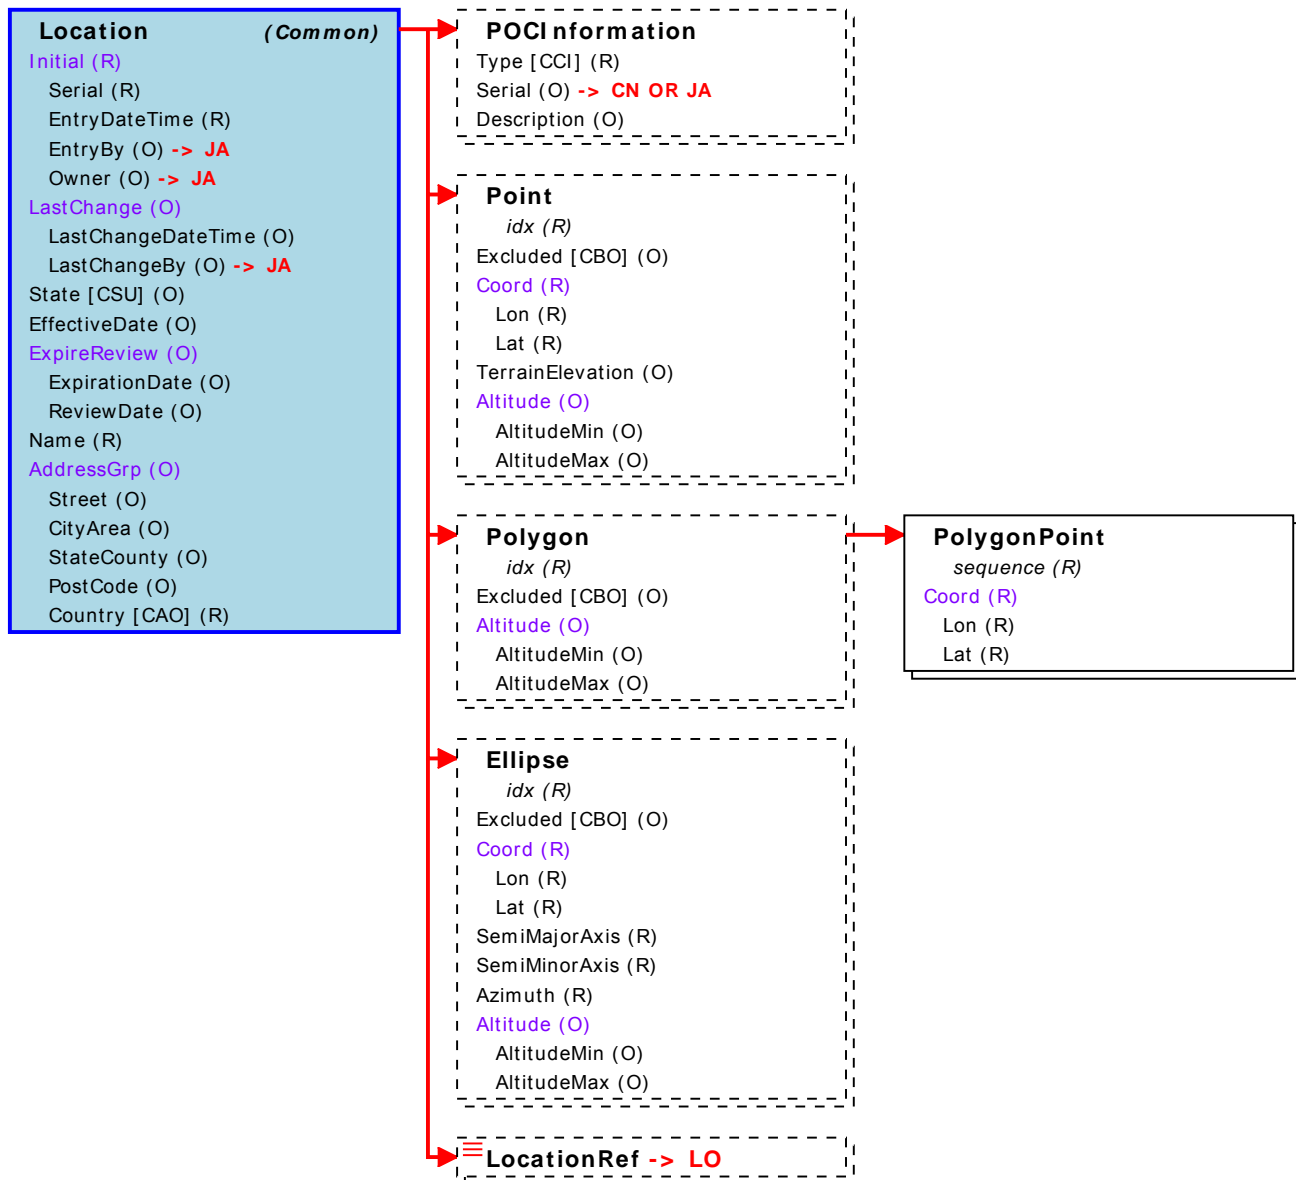 Location (Common)
Initial (R)
Serial (R)
EntryDateTime (R)
EntryBy (O) -> JA
Owner (O) -> JA
LastChange (O)
LastChangeDateTime (O)
LastChangeBy (O) -> JA
State [CSU] (O)
EffectiveDate (O)
ExpireReview (O)
ExpirationDate (O)
ReviewDate (O)
Name (R)
AddressGrp (O)
Street (O)
CityArea (O)
StateCounty (O)
PostCode (O)
Country [CAO] (R)
POCInformation
Type [CCI] (R)
Serial (O) -> CN OR JA
Description (O)
Point
idx (R)
Excluded [CBO] (O)
Coord (R)
Lon (R)
Lat (R)
TerrainElevation (O)
Altitude (O)
AltitudeMin (O)
AltitudeMax (O)
Polygon
idx (R)
Excluded [CBO] (O)
Altitude (O)
AltitudeMin (O)
AltitudeMax (O)
PolygonPoint
sequence (R)
Coord (R)
Lon (R)
Lat (R)
Ellipse
idx (R)
Excluded [CBO] (O)
Coord (R)
Lon (R)
Lat (R)
SemiMajorAxis (R)
SemiMinorAxis (R)
Azimuth (R)
Altitude (O)
AltitudeMin (O)
AltitudeMax (O)
LocationRef -> LO